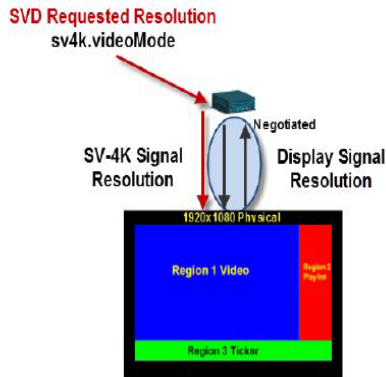 SVD Requested Resolution
sv4k.videoMode
Negotiated
SV-4K Signal
Resolution
Display Signal
Resolution
1920x1080 Physical
Region 1 Video
Region 2
Playlist
Region 3 Ticker